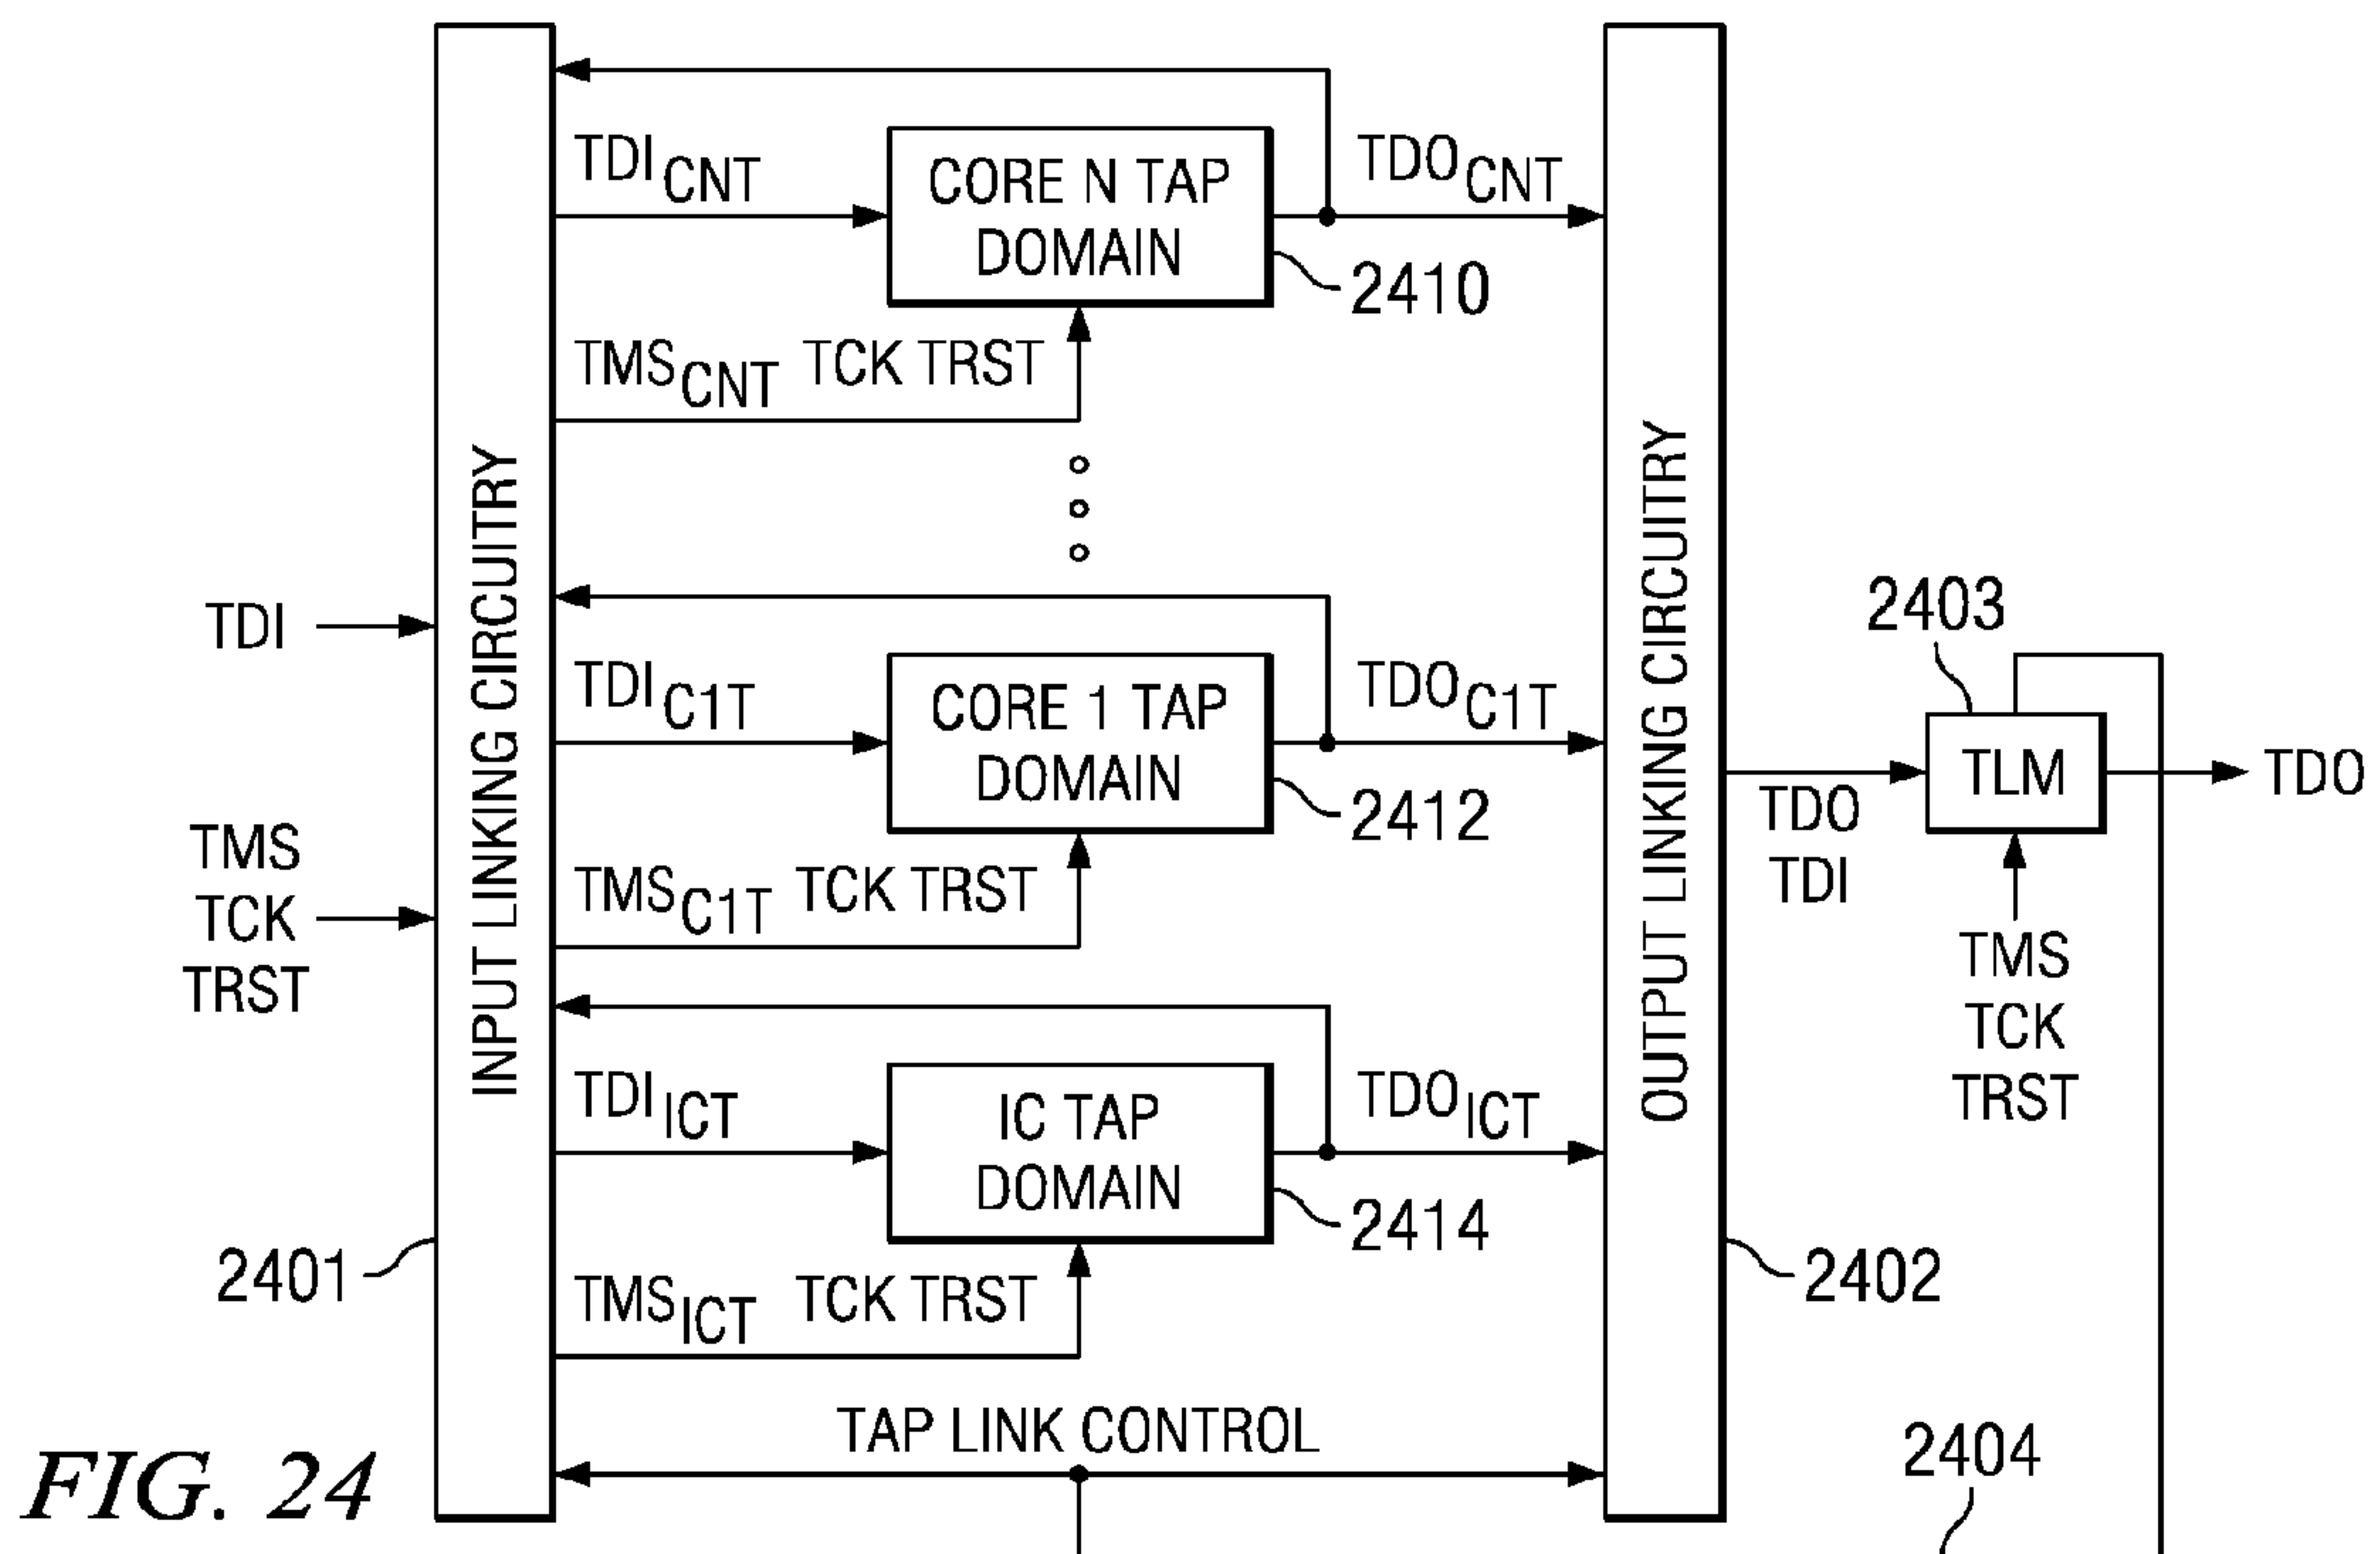 TDI CNT
CORE N TAP
DOMAIN
TDO CNT
2410
TMS CNT TCK TRST
INPUT LINKING CIRCUITRY
OUTPUT LINKING CIRCUITRY
TDI
TDI C1T
CORE 1 TAP
DOMAIN
TDO C1T
2412
TMS C1T TCK TRST
2403
TLM
TDO
TDO
TDI
TMS
TCK
TRST
TMS
TCK
TRST
TDI ICT
IC TAP
DOMAIN
TDO ICT
2414
2401
2402
TMS ICT TCK TRST
TAP LINK CONTROL
2404
FIG. 24